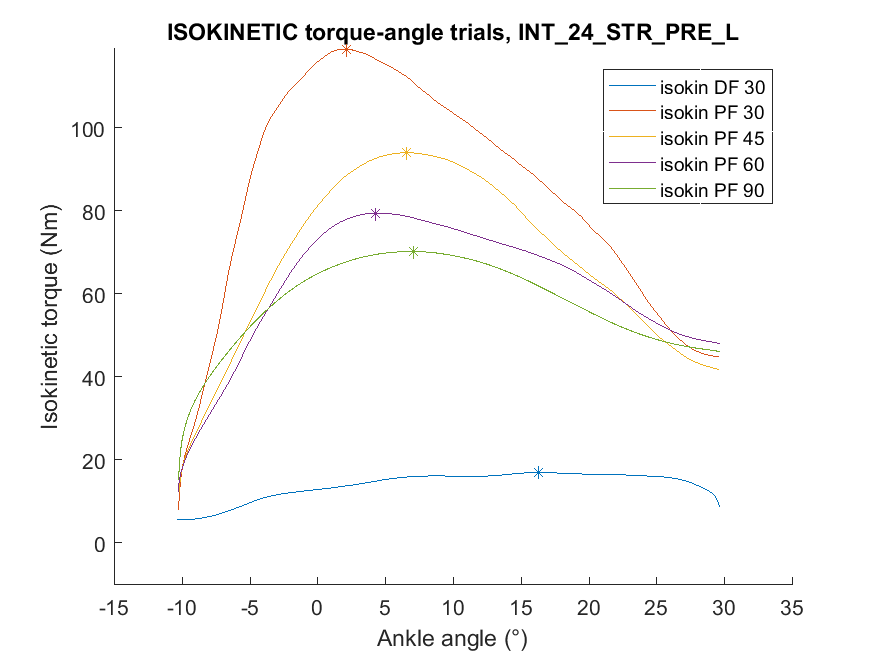 ISOKINETIC torque-angle trials, INT_24_STR_PRE_L
isokin DF 30
isokin PF 30
isokin PF 45
isokin PF 60
isokin PF 90
Isokinetic torque (Nm)
100
80
60
40
20
0
-15 -10 -5 0 5 10 15 20 25 30 35
Ankle angle (°)